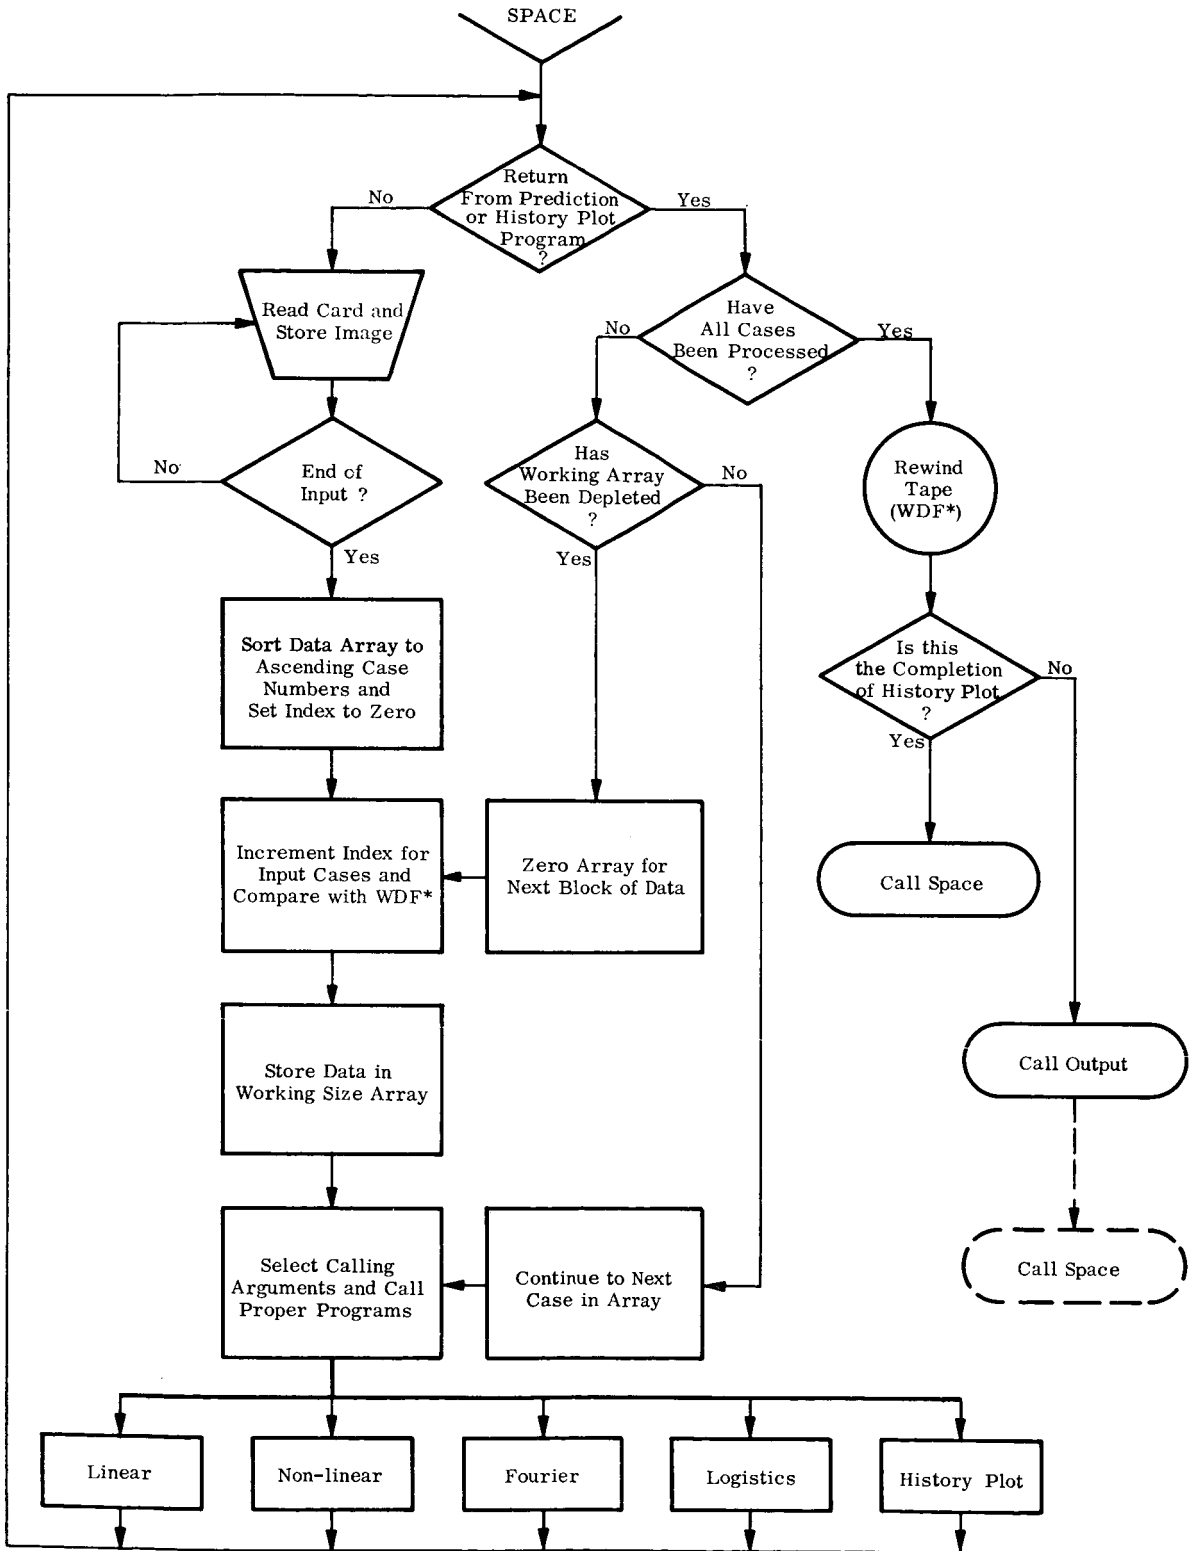 SPACE
Return
From Prediction
or History Plot
Program
?
No
Yes
Read Card and
Store Image
Have
All Cases
Been Processed
?
No
Yes
End of
Input ?
No
Yes
Has
Working Array
Been Depleted
?
No
Yes
Rewind
Tape
(WDF*)
Sort Data Array to
Ascending Case
Numbers and
Set Index to Zero
Is this
the Completion
of History Plot
?
No
Yes
Increment Index for
Input Cases and
Compare with WDF*
Zero Array for
Next Block of Data
Call Space
Store Data in
Working Size Array
Call Output
Select Calling
Arguments and Call
Proper Programs
Continue to Next
Case in Array
Call Space
Linear
Non-linear
Fourier
Logistics
History Plot